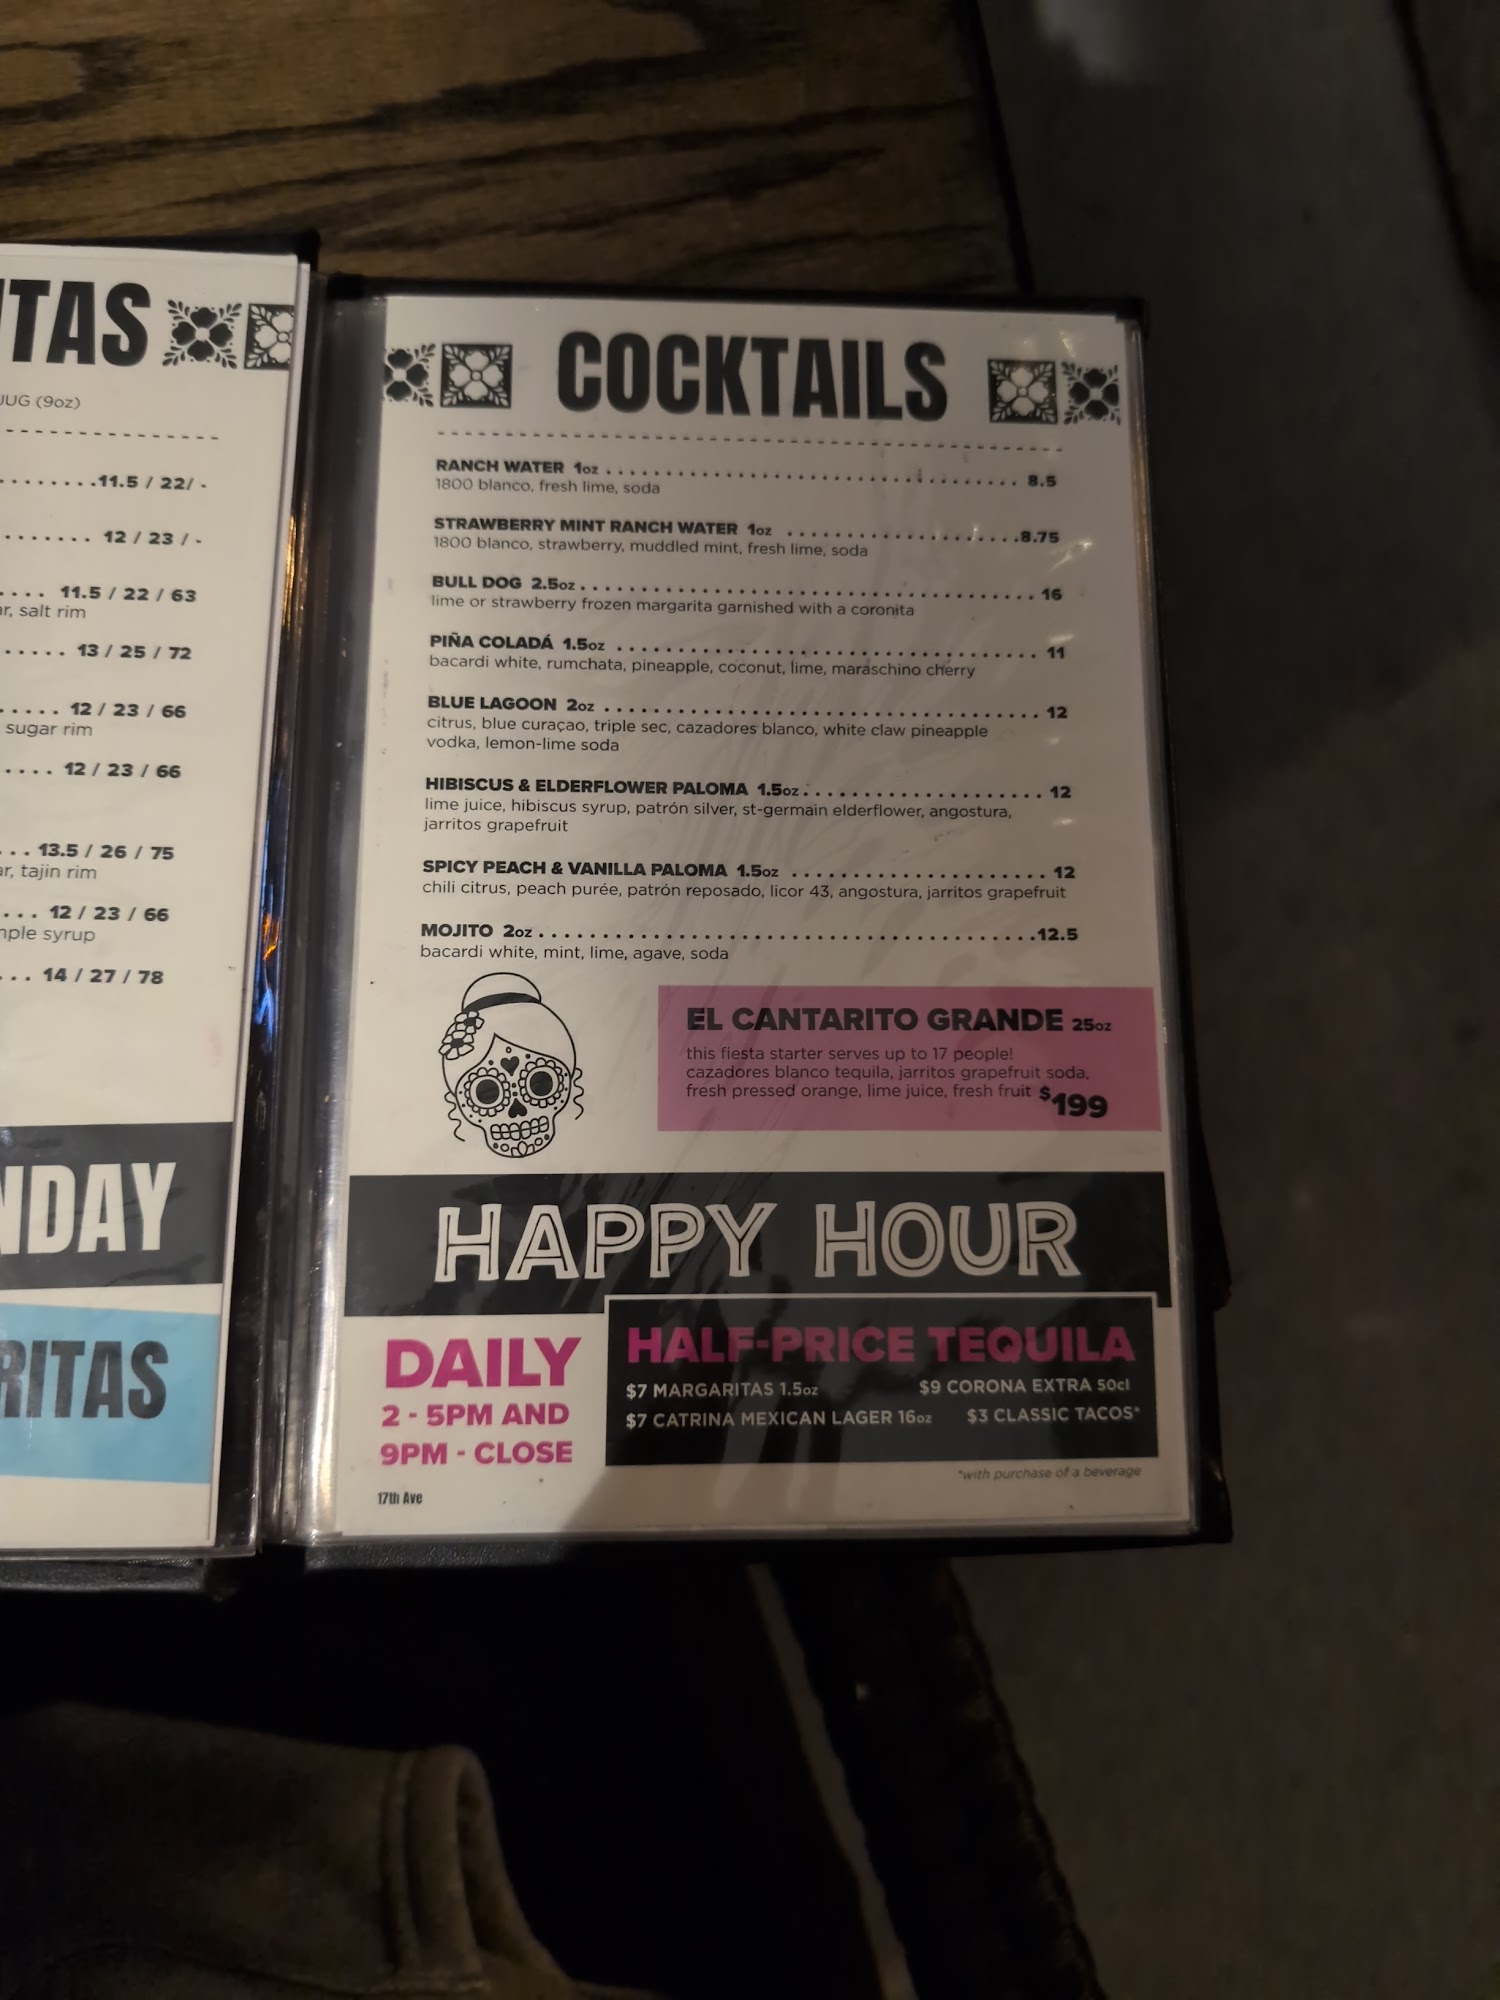 ITAS
JUG (9oz)
11.5 / 22/ -
12 / 23 / -
11.5 / 22 / 63
salt rim
13 / 25 / 72
12 / 23 / 66
sugar rim
12 / 23 / 66
13.5 / 26 / 75
tajin rim
12 / 23 / 66
syrup
14 / 27 / 78
NDAY
RITAS
COCKTAILS
RANCH WATER 1oz 8.5
1800 blanco, fresh lime, soda
STRAWBERRY MINT RANCH WATER 1oz 8.75
1800 blanco, strawberry, muddled mint, fresh lime, soda
BULL DOG 2.5oz 16
lime or strawberry frozen margarita garnished with a coronita
PIÑA COLADÁ 1.5oz 11
bacardi white, rumchata, pineapple, coconut, lime, maraschino cherry
BLUE LAGOON 2oz 12
citrus, blue curaçao, triple sec, cazadores blanco, white claw pineapple
vodka, lemon-lime soda
HIBISCUS & ELDERFLOWER PALOMA 1.5oz 12
lime juice, hibiscus syrup, patrón silver, st-germain elderflower, angostura,
jarritos grapefruit
SPICY PEACH & VANILLA PALOMA 1.5oz 12
chili citrus, peach purée, patrón reposado, licor 43, angostura, jarritos grapefruit
MOJITO 2oz 12.5
bacardi white, mint, lime, agave, soda
EL CANTARITO GRANDE 25oz
this fiesta starter serves up to 17 people!
cazadores blanco tequila, jarritos grapefruit soda,
fresh pressed orange, lime juice, fresh fruit $199
HAPPY HOUR
DAILY
2 - 5PM AND
9PM - CLOSE
HALF-PRICE TEQUILA
$7 MARGARITAS 1.5oz $9 CORONA EXTRA 50cl
$7 CATRINA MEXICAN LAGER 16oz $3 CLASSIC TACOS*
*with purchase of a beverage
17th Ave